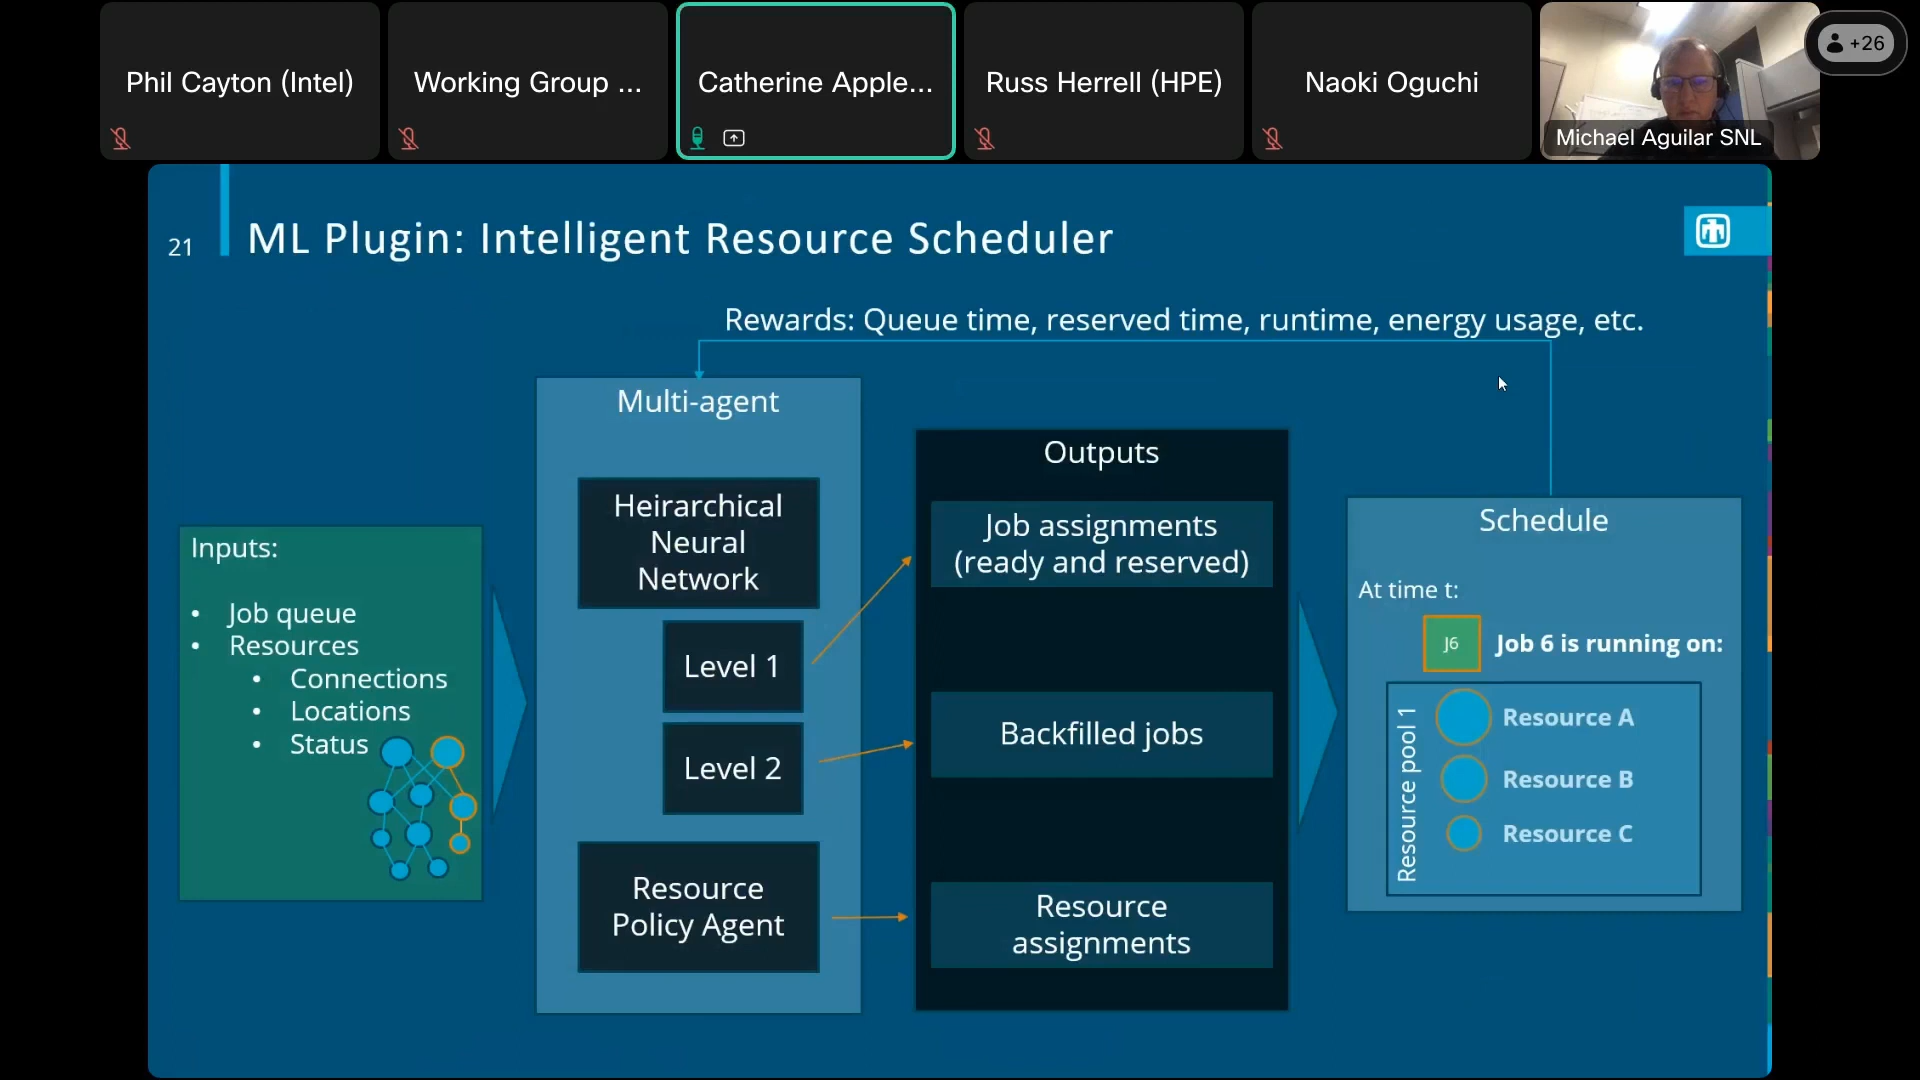 Phil Cayton (Intel)
Working Group ...
Catherine Apple...
Russ Herrell (HPE)
Naoki Oguchi
Michael Aguilar SNL
+26
21
ML Plugin: Intelligent Resource Scheduler
Rewards: Queue time, reserved time, runtime, energy usage, etc.
Inputs:
• Job queue
• Resources
• Connections
• Locations
• Status
Multi-agent
Heirarchical
Neural
Network
Level 1
Level 2
Resource
Policy Agent
Outputs
Job assignments
(ready and reserved)
Backfilled jobs
Resource
assignments
Schedule
At time t:
J6
Job 6 is running on:
Resource pool 1
Resource A
Resource B
Resource C